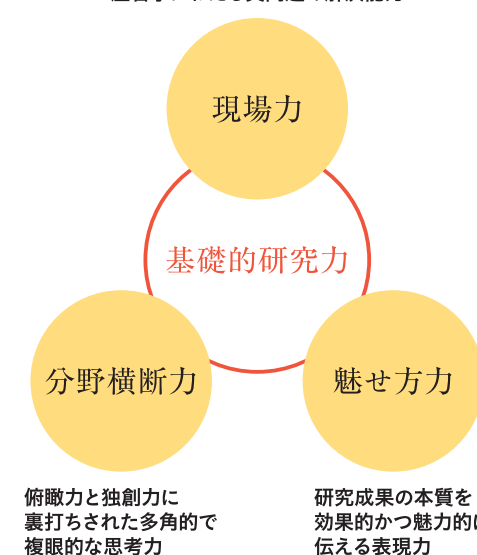 現場力
基礎的研究力
分野横断力
魅せ方力
俯瞰力と独創力に
裏打ちされた多角的で
複眼的な思考力
研究成果の本質を
効果的かつ魅力的に
伝える表現力